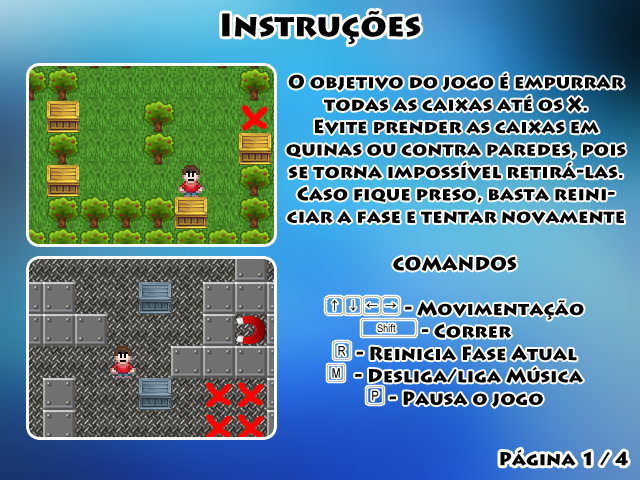 Instruções
O objetivo do jogo é empurrar
todas as caixas até os X.
Evite prender as caixas em
quinas ou contra paredes, pois
se torna impossível retirá-las.
Caso fique preso, basta reini-
ciar a fase e tentar novamente
comandos
↑ ↓ ← → - Movimentação
Shift - Correr
R - Reinicia Fase Atual
M - Desliga/liga Música
P - Pausa o jogo
Página 1 / 4